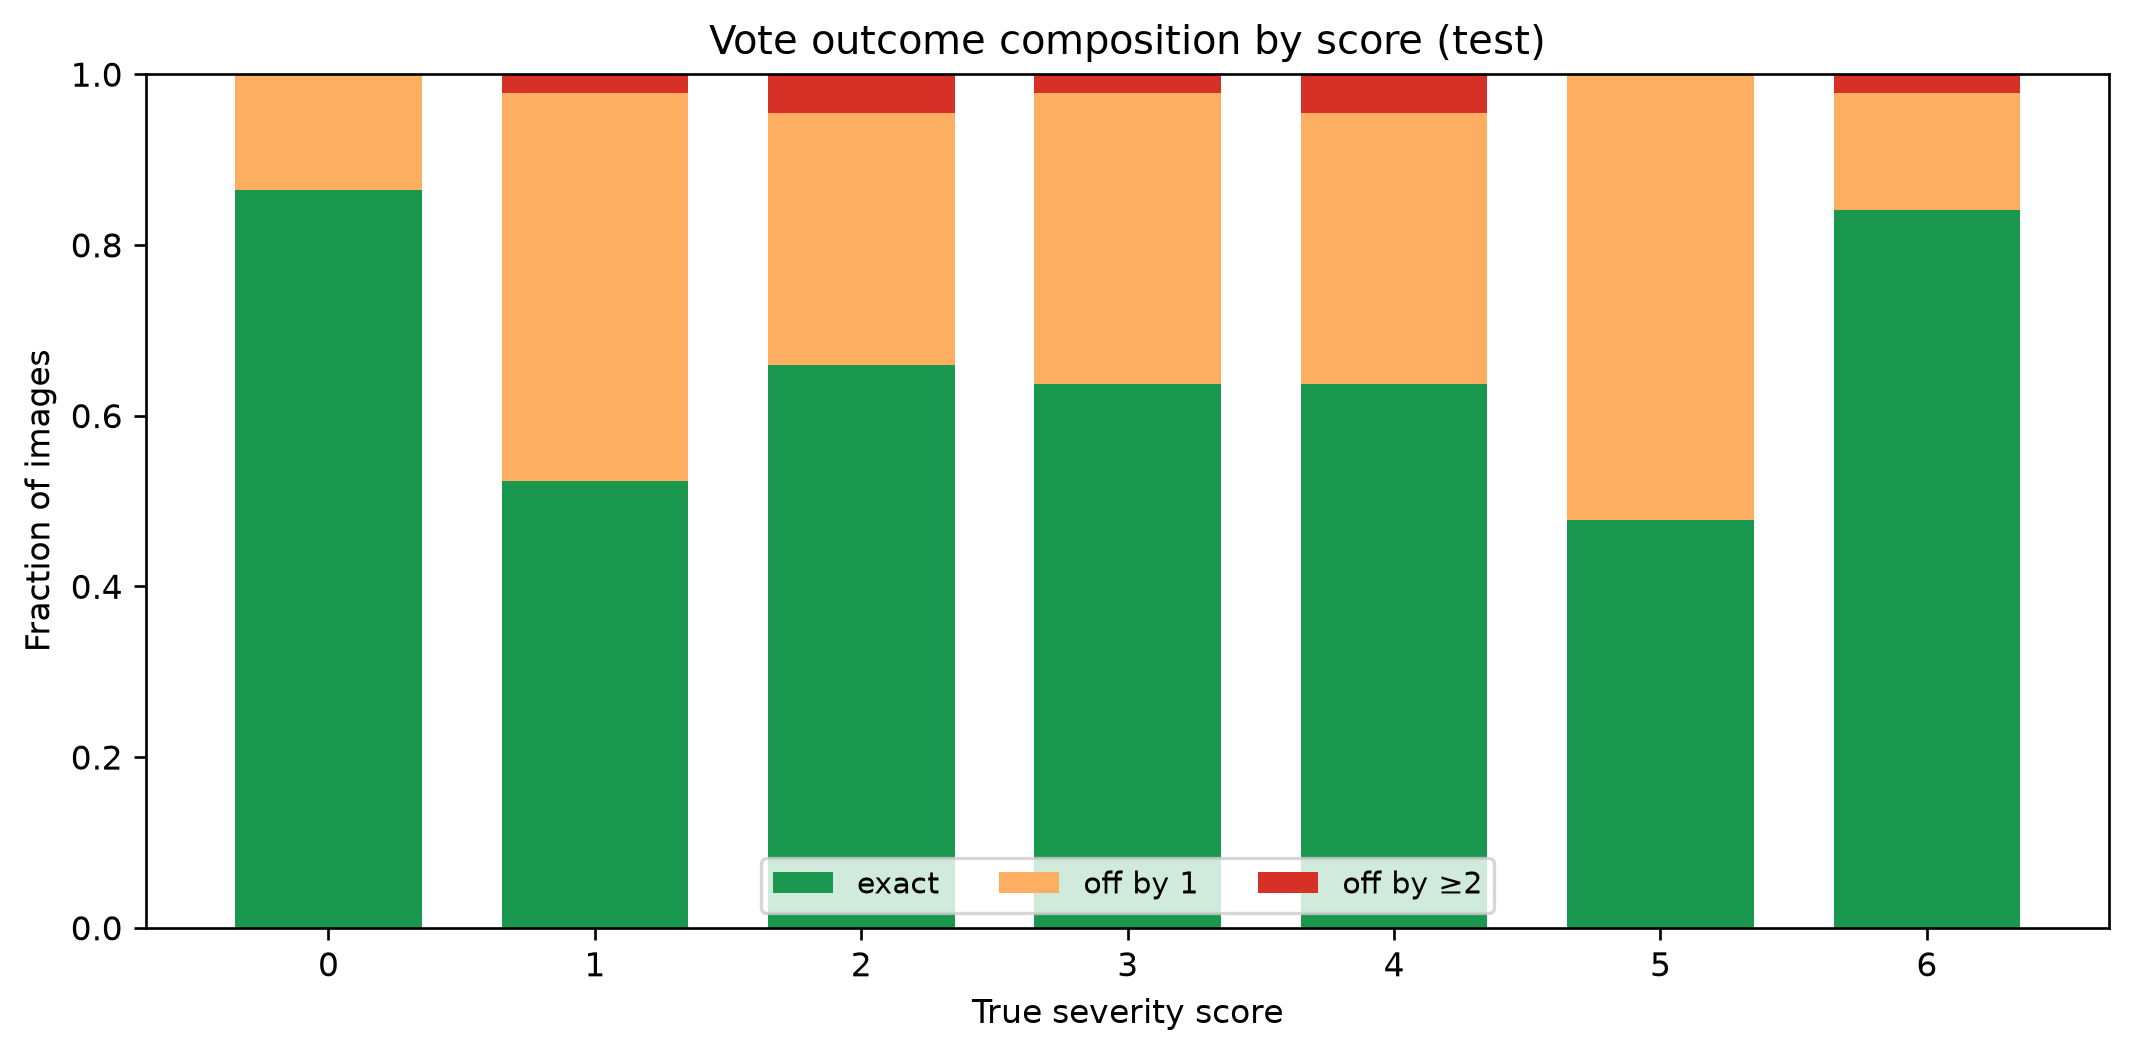 Vote outcome composition by score (test)
Fraction of images
1.0
0.8
0.6
0.4
0.2
0.0
exact off by 1 off by ≥2
0 1 2 3 4 5 6
True severity score